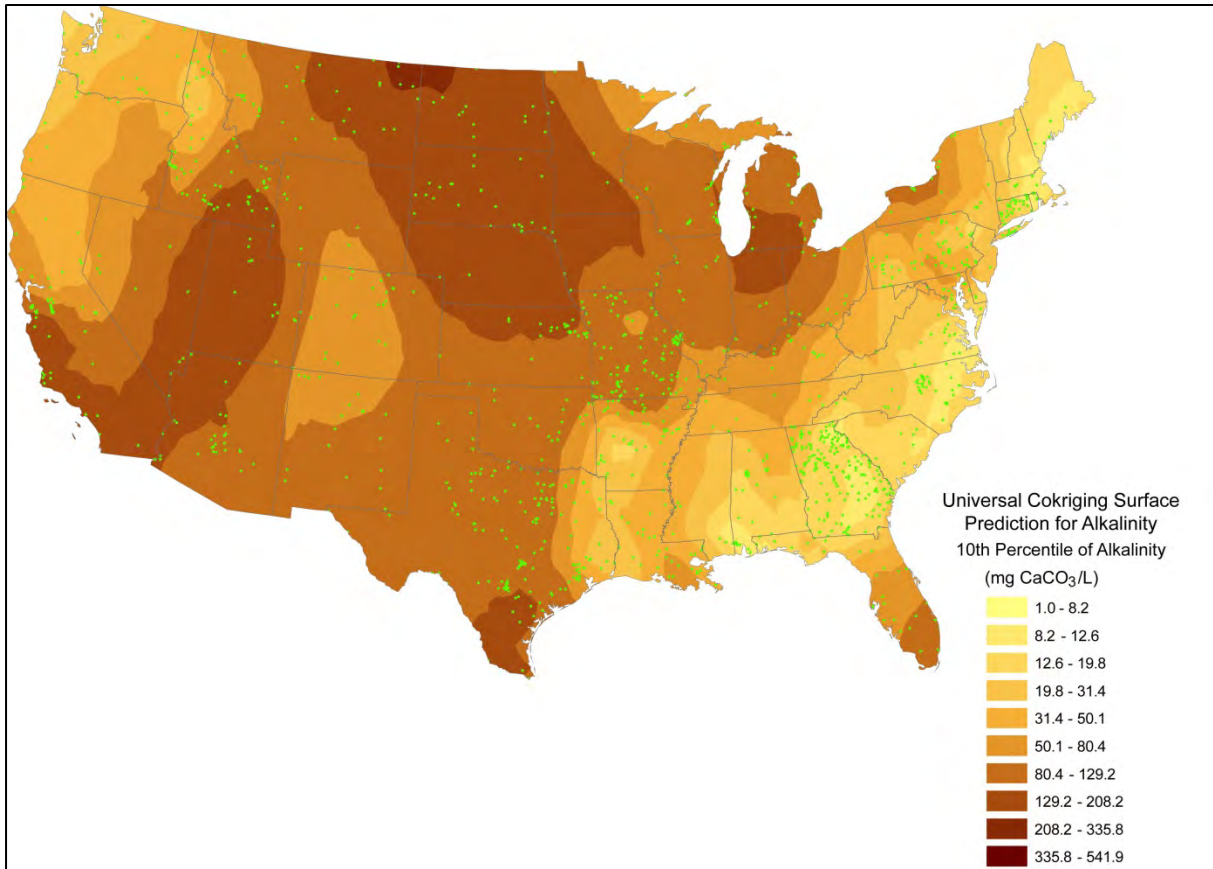 Universal Cokriging Surface
Prediction for Alkalinity
10th Percentile of Alkalinity
(mg CaCO₃/L)
1.0 - 8.2
8.2 - 12.6
12.6 - 19.8
19.8 - 31.4
31.4 - 50.1
50.1 - 80.4
80.4 - 129.2
129.2 - 208.2
208.2 - 335.8
335.8 - 541.9